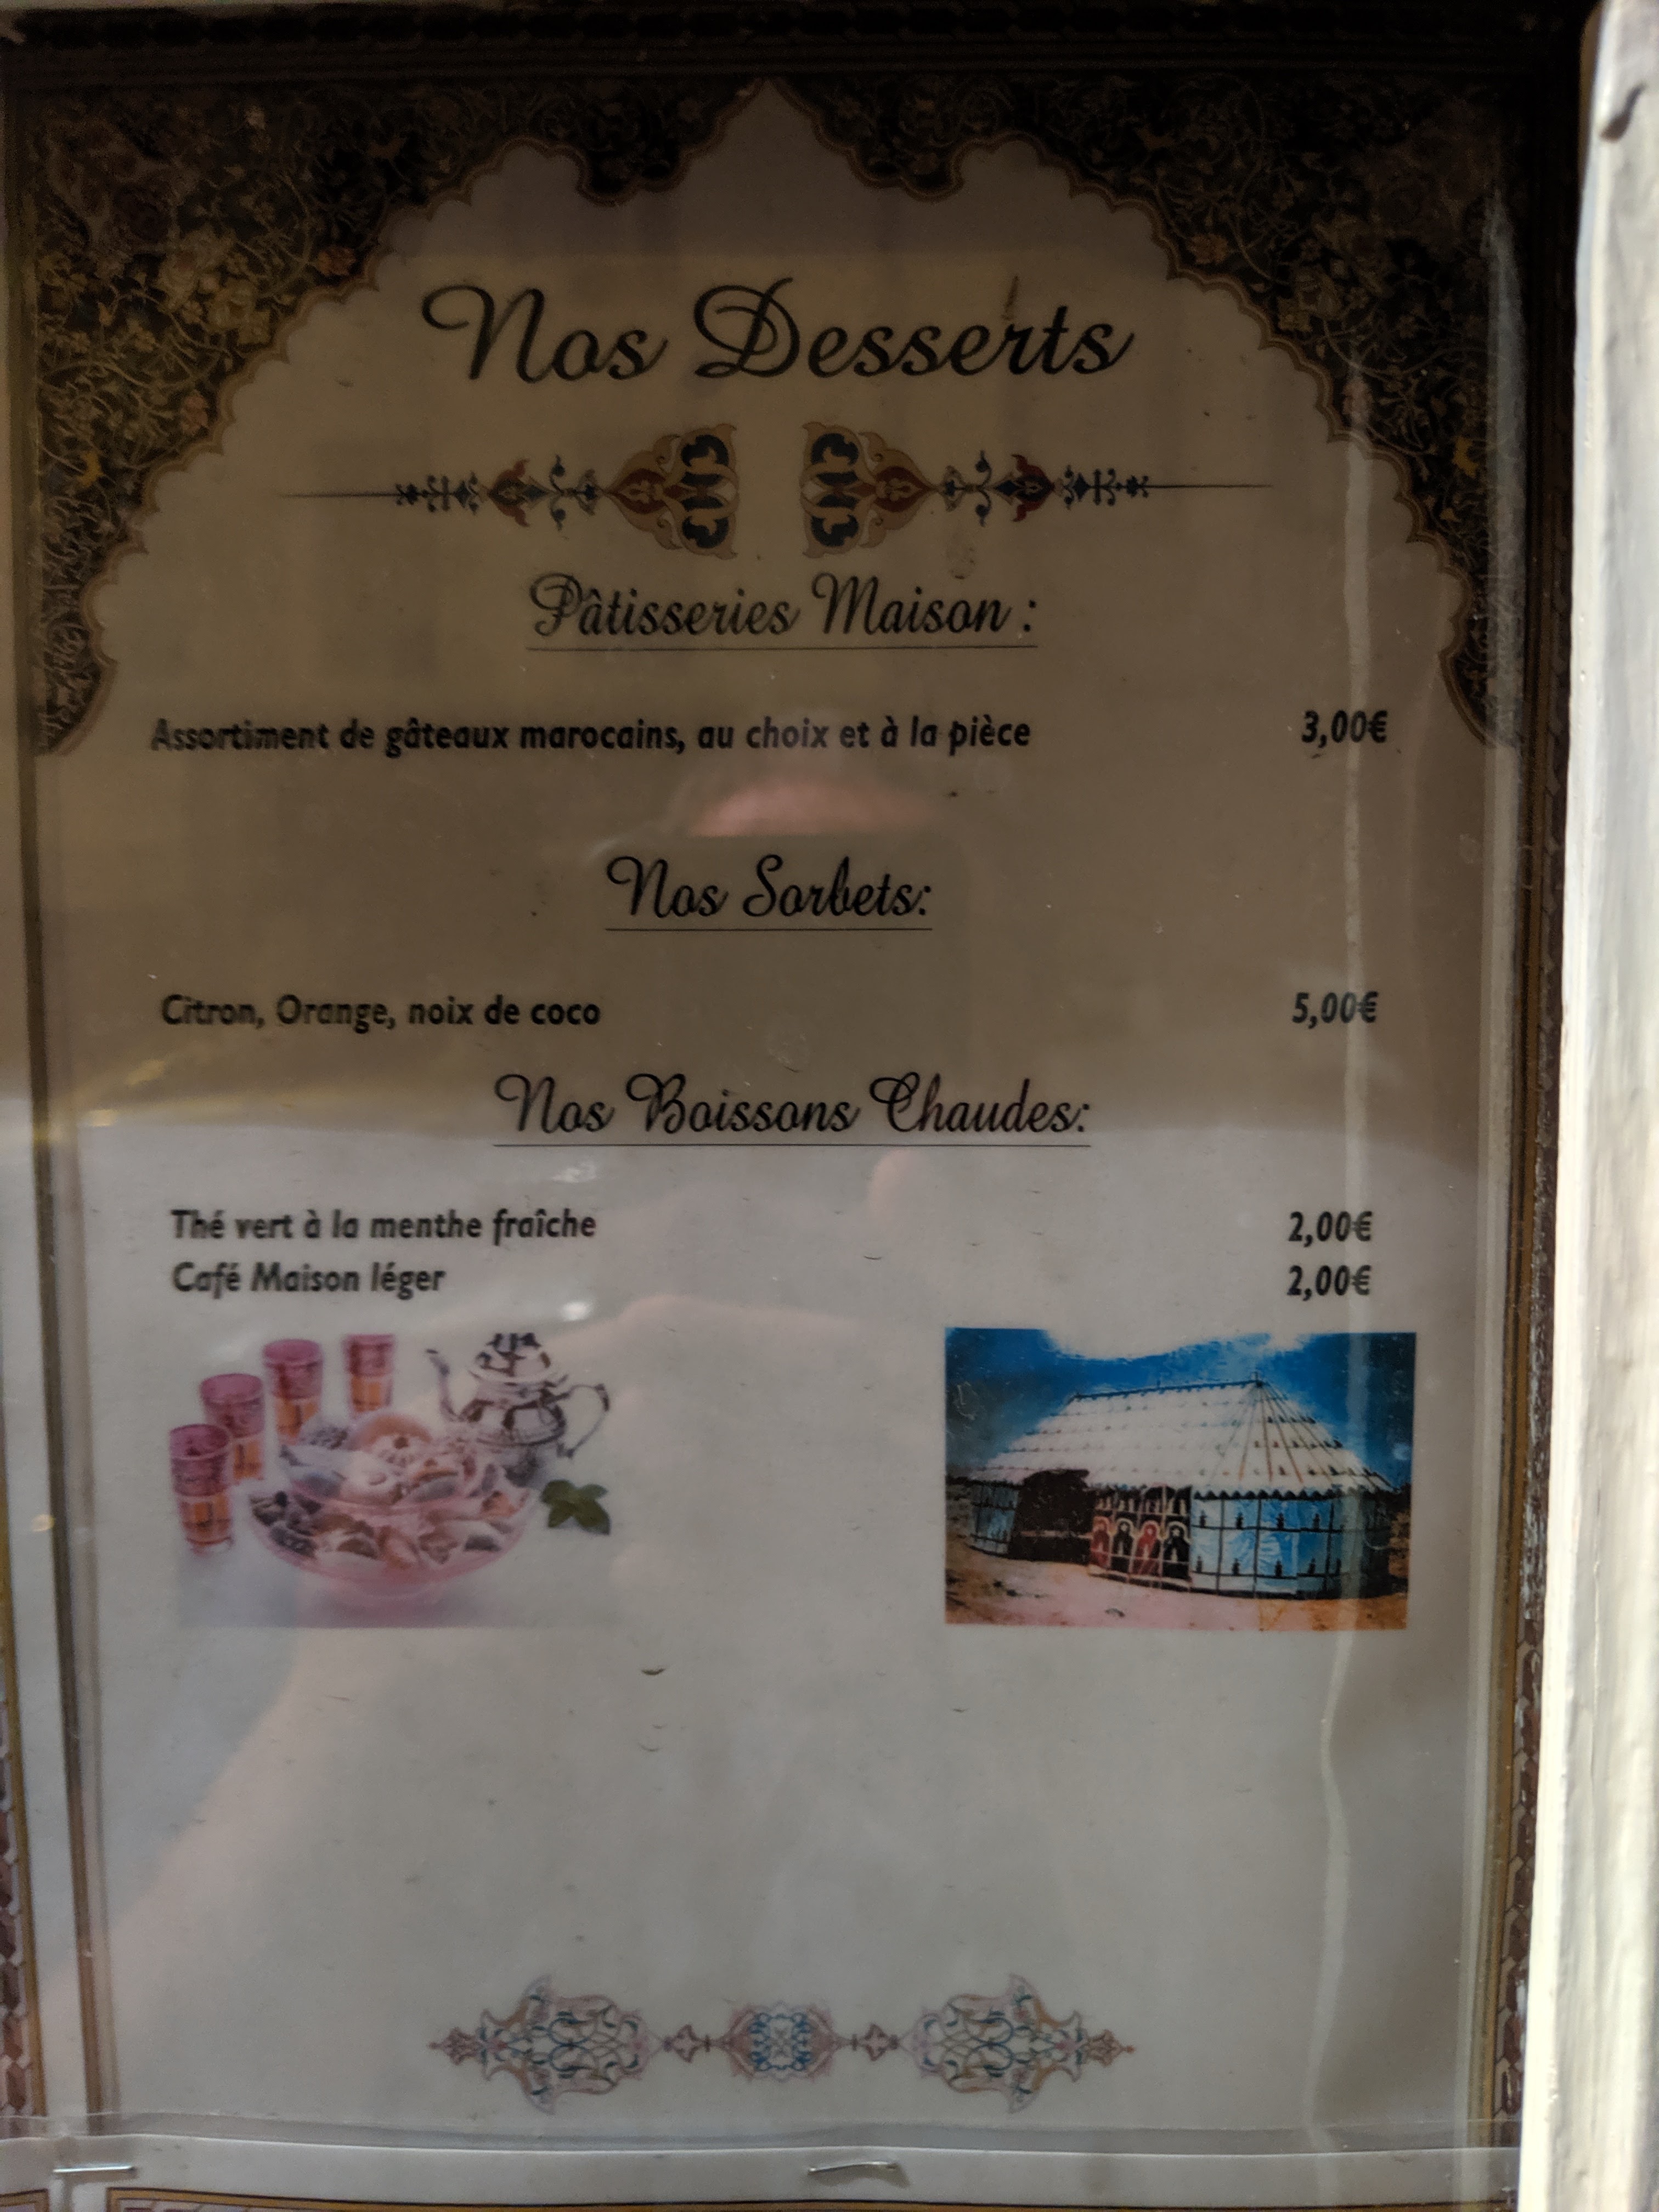 Nos Desserts
Pâtisseries Maison :
Assortiment de gâteaux marocains, au choix et à la pièce 3,00€
Nos Sorbets:
Citron, Orange, noix de coco 5,00€
Nos Boissons Chaudes:
Thé vert à la menthe fraîche 2,00€
Café Maison léger 2,00€